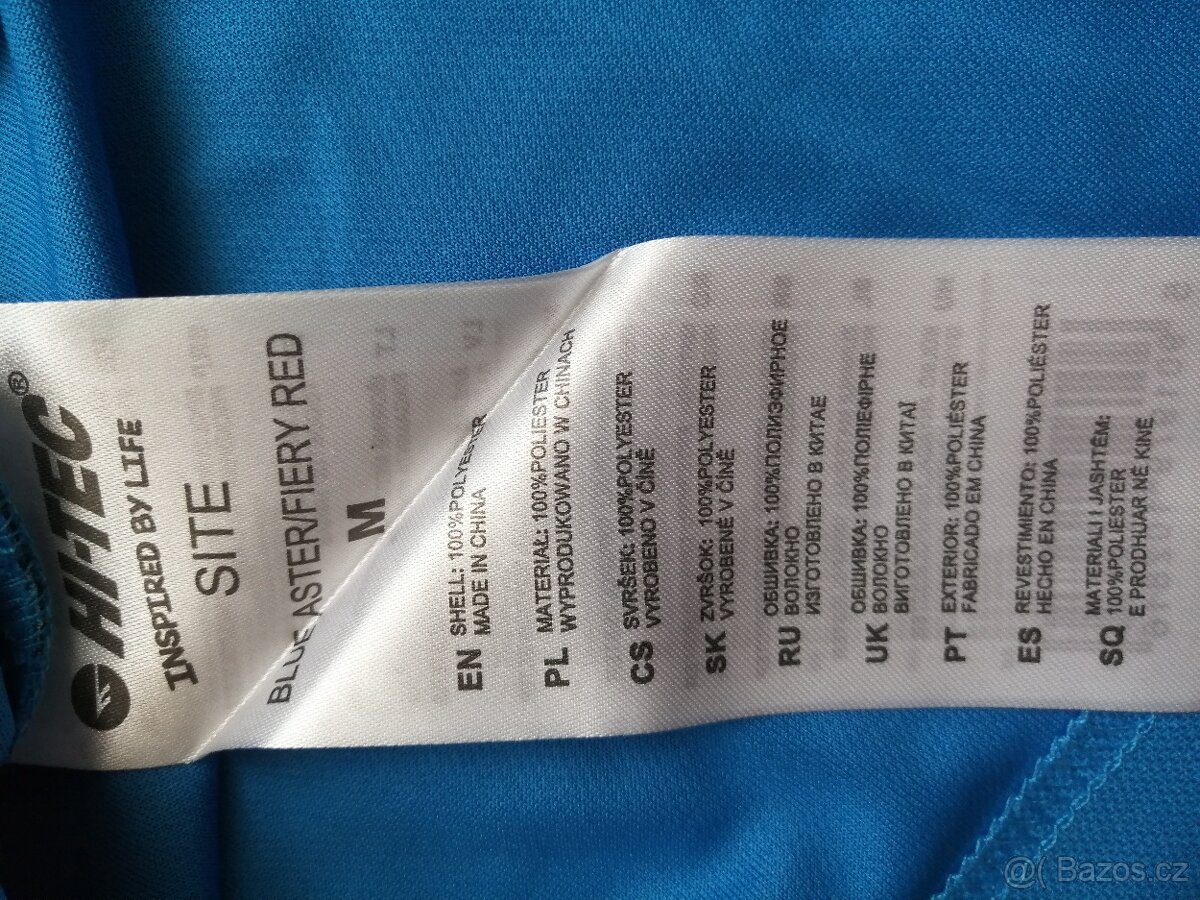 HI-TEC®
INSPIRED BY LIFE
SITE
BLUE ASTER/FIERY RED
M
EN SHELL: 100%POLYESTER
MADE IN CHINA
PL MATERIAŁ: 100%POLIESTER
WYPRODUKOWANO W CHINACH
CS SVRŠEK: 100%POLYESTER
VYROBENO V ČÍNĚ
SK ZVRŠOK: 100%POLYESTER
VYROBENÉ V ČÍNĚ
RU ОБШИВКА: 100%ПОЛИЭФИРНОЕ
ВОЛОКНО
ИЗГОТОВЛЕНО В КИТАЕ
UK ОБШИВКА: 100%ПОЛІЕФІРНЕ
ВОЛОКНО
ВИГОТОВЛЕНО В КИТАЇ
PT EXTERIOR: 100%POLIÉSTER
FABRICADO EM CHINA
ES REVESTIMIENTO: 100%POLIÉSTER
HECHO EN CHINA
SQ MATERIALI I JASHTËM:
100%POLIESTER
E PRODHUAR NË KINË
@( Bazos.cz